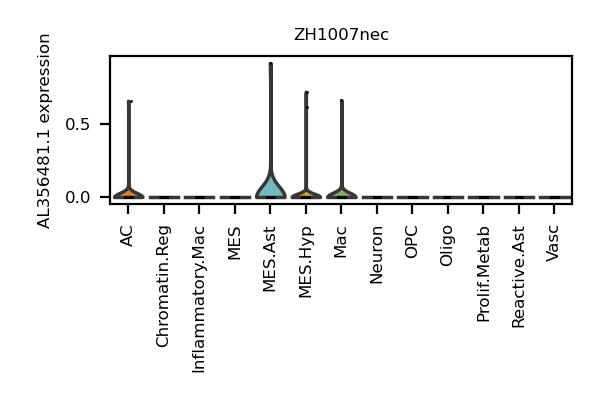 ZH1007nec
AL356481.1 expression
0.5
0.0
AC
Chromatin.Reg
Inflammatory.Mac
MES
MES.Ast
MES.Hyp
Mac
Neuron
OPC
Oligo
Prolif.Metab
Reactive.Ast
Vasc